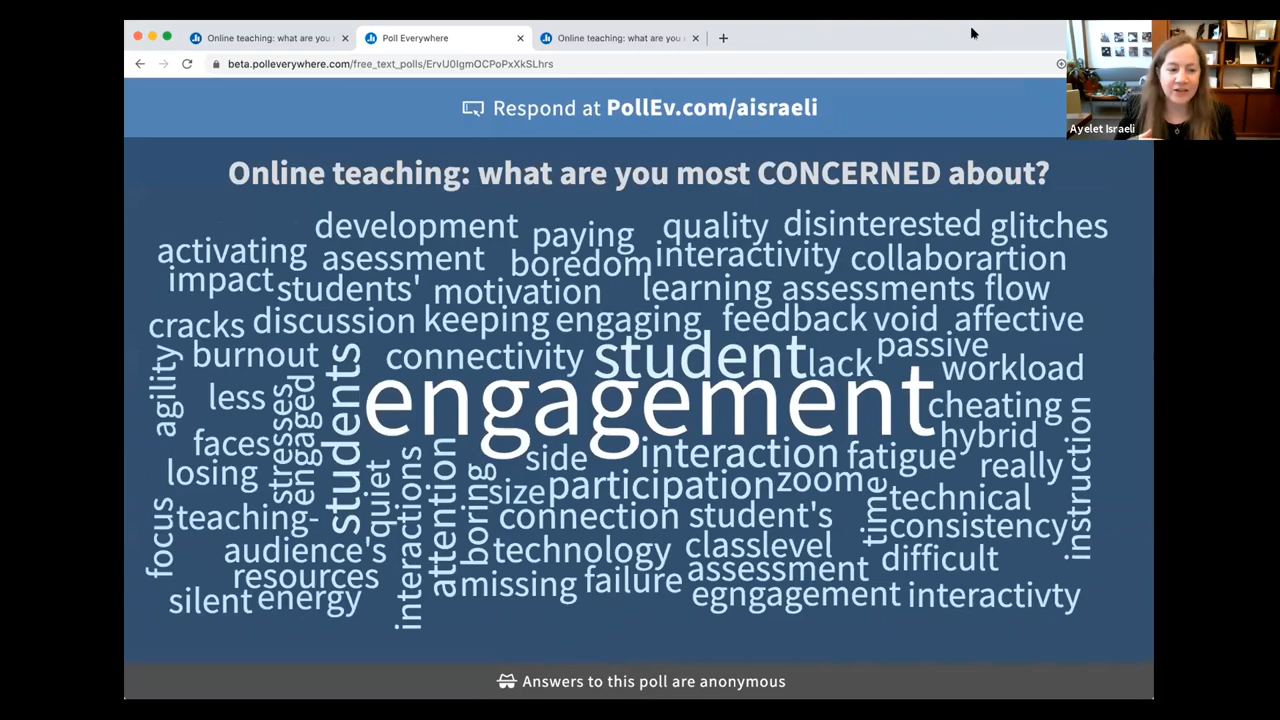 Online teaching: what are you
Poll Everywhere
Online teaching: what are you
beta.polleverywhere.com/free_text_polls/ErvU0IgmOCPoPxXkSLhrs
Respond at PollEv.com/aisraeli
Ayelet Israeli
Online teaching: what are you most CONCERNED about?
development paying quality disinterested glitches
activating asessment boredom interactivity collaborartion
impact students' motivation learning assessments flow
cracks discussion keeping engaging feedback void affective
burnout connectivity student lack passive workload
agility less stresses engaged students engagement cheating
faces hybrid
losing quiet side interaction fatigue really instruction
interactions attention boring size participation zoom time technical
focus teaching- connection student's consistency
audience's technology classlevel difficult
resources missing failure assessment
silent energy egngagement interactivty
Answers to this poll are anonymous